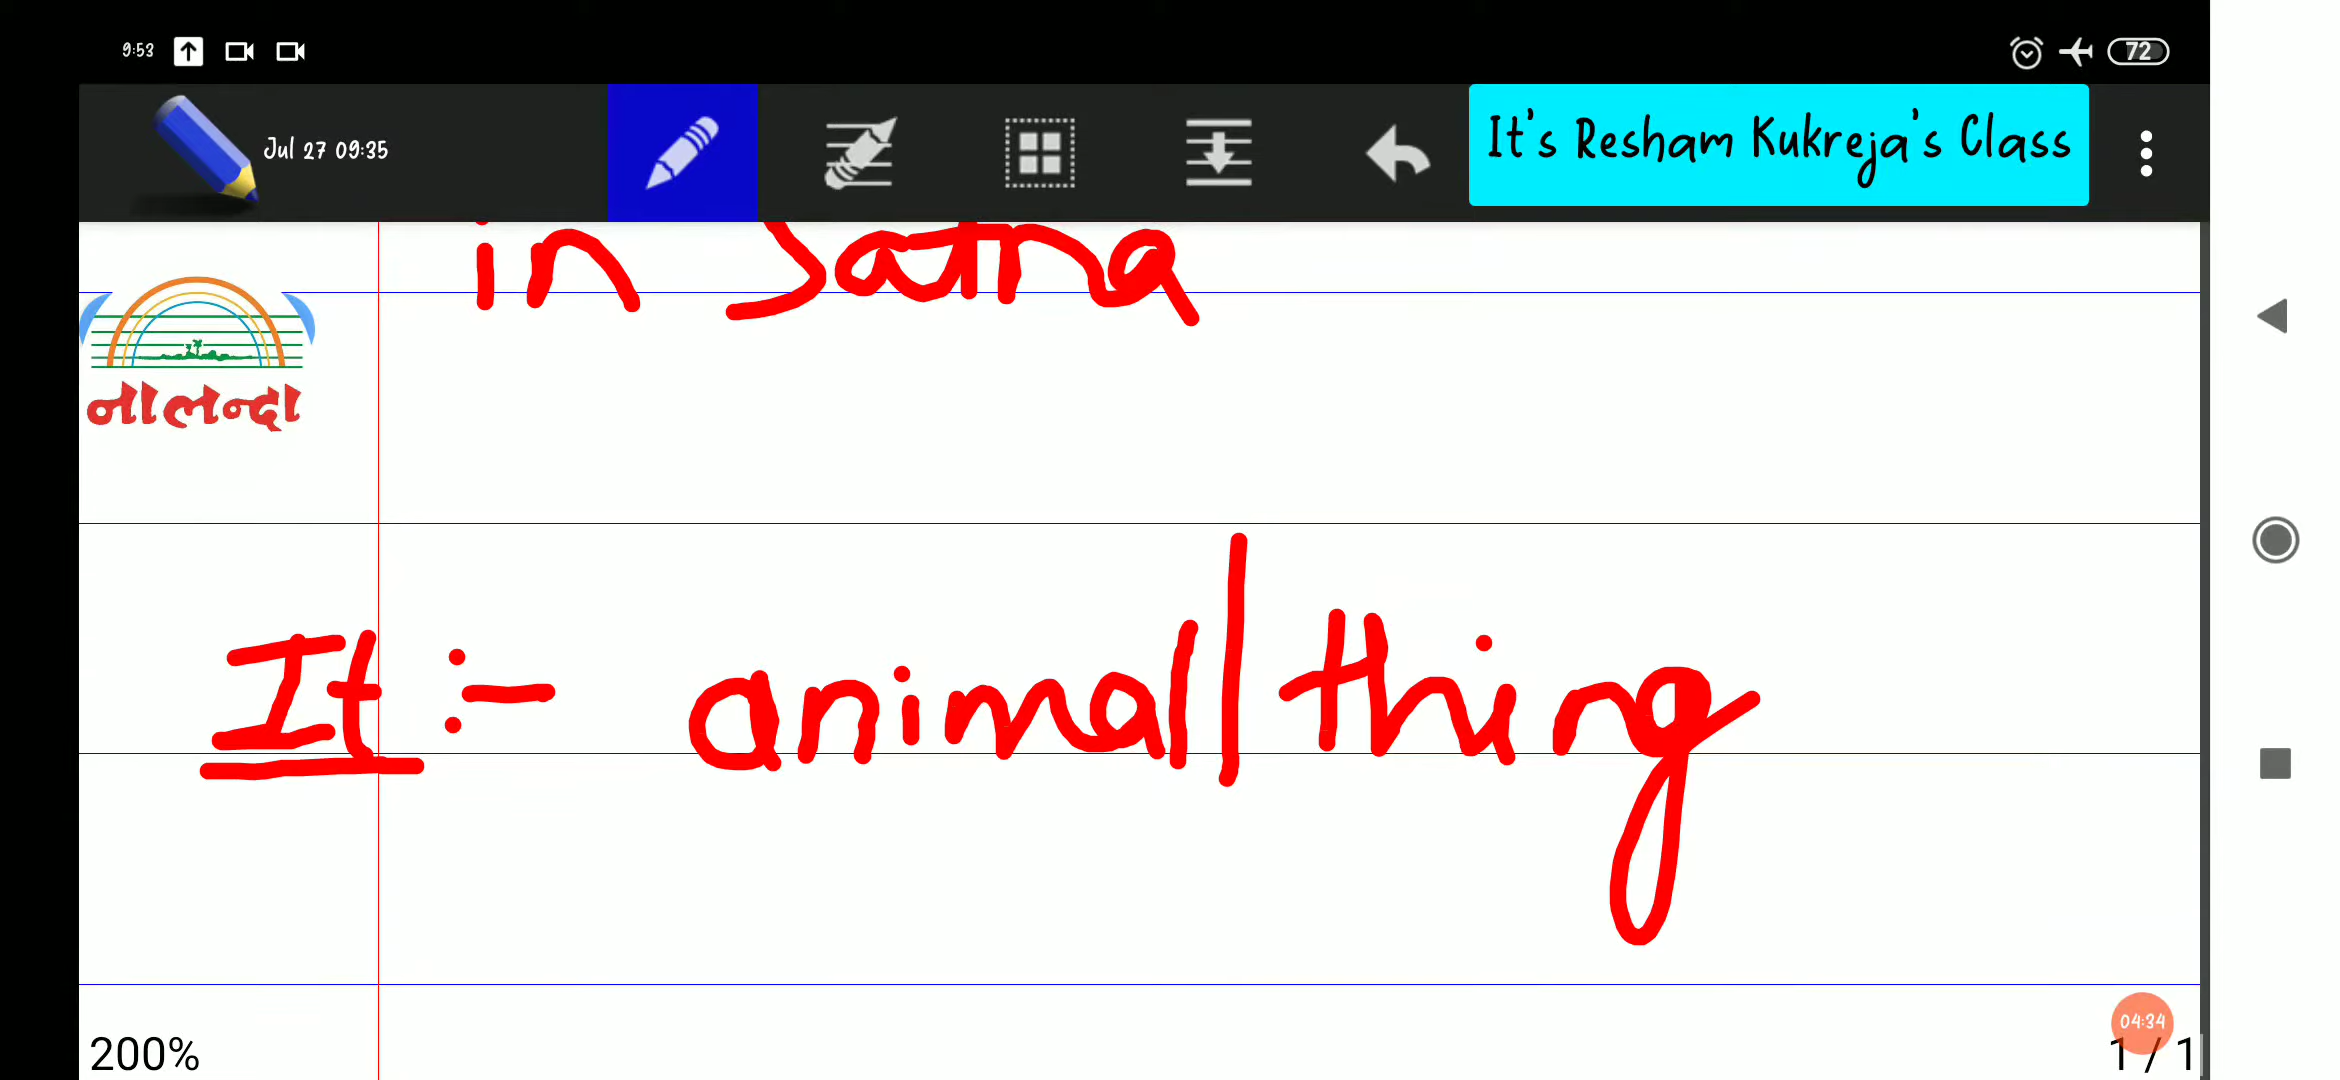 9:53
72
Jul 27 09:35
It's Resham Kukreja's Class
in Satna
नालन्दा
It :- animal/thing
04:34
200%
1 / 1